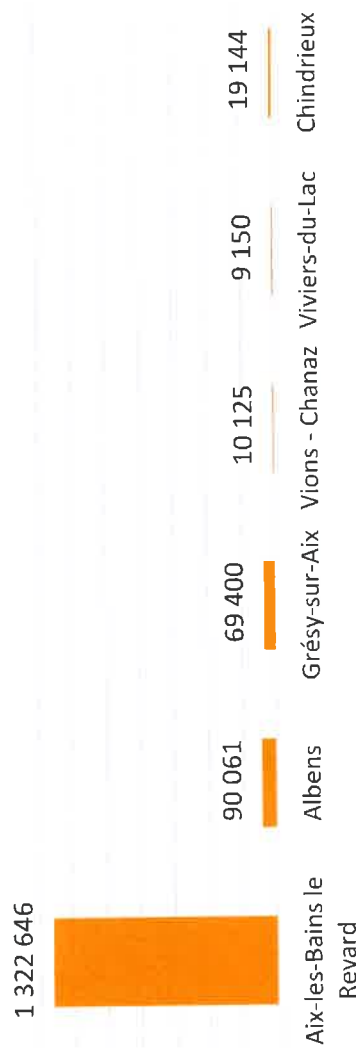 1 322 646
90 061
69 400
10 125
9 150
19 144
Aix-les-Bains le
Revard
Albens
Grésy-sur-Aix
Vions - Chanaz
Viviers-du-Lac
Chindrieux